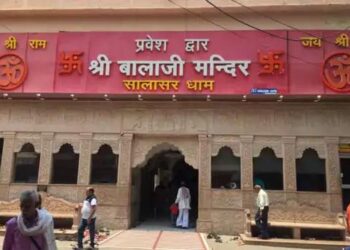 श्री राम
प्रवेश द्वार
जय श्री
श्री बालाजी मन्दिर
सालासर धाम